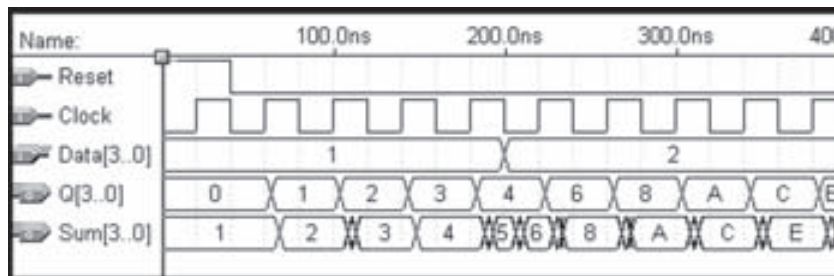 Name: 100.0ns 200.0ns 300.0ns 40
Reset
Clock
Data[3..0] 1 2
Q[3..0] 0 1 2 3 4 6 8 A C E
Sum[3..0] 1 2 3 4 5 6 8 A C E